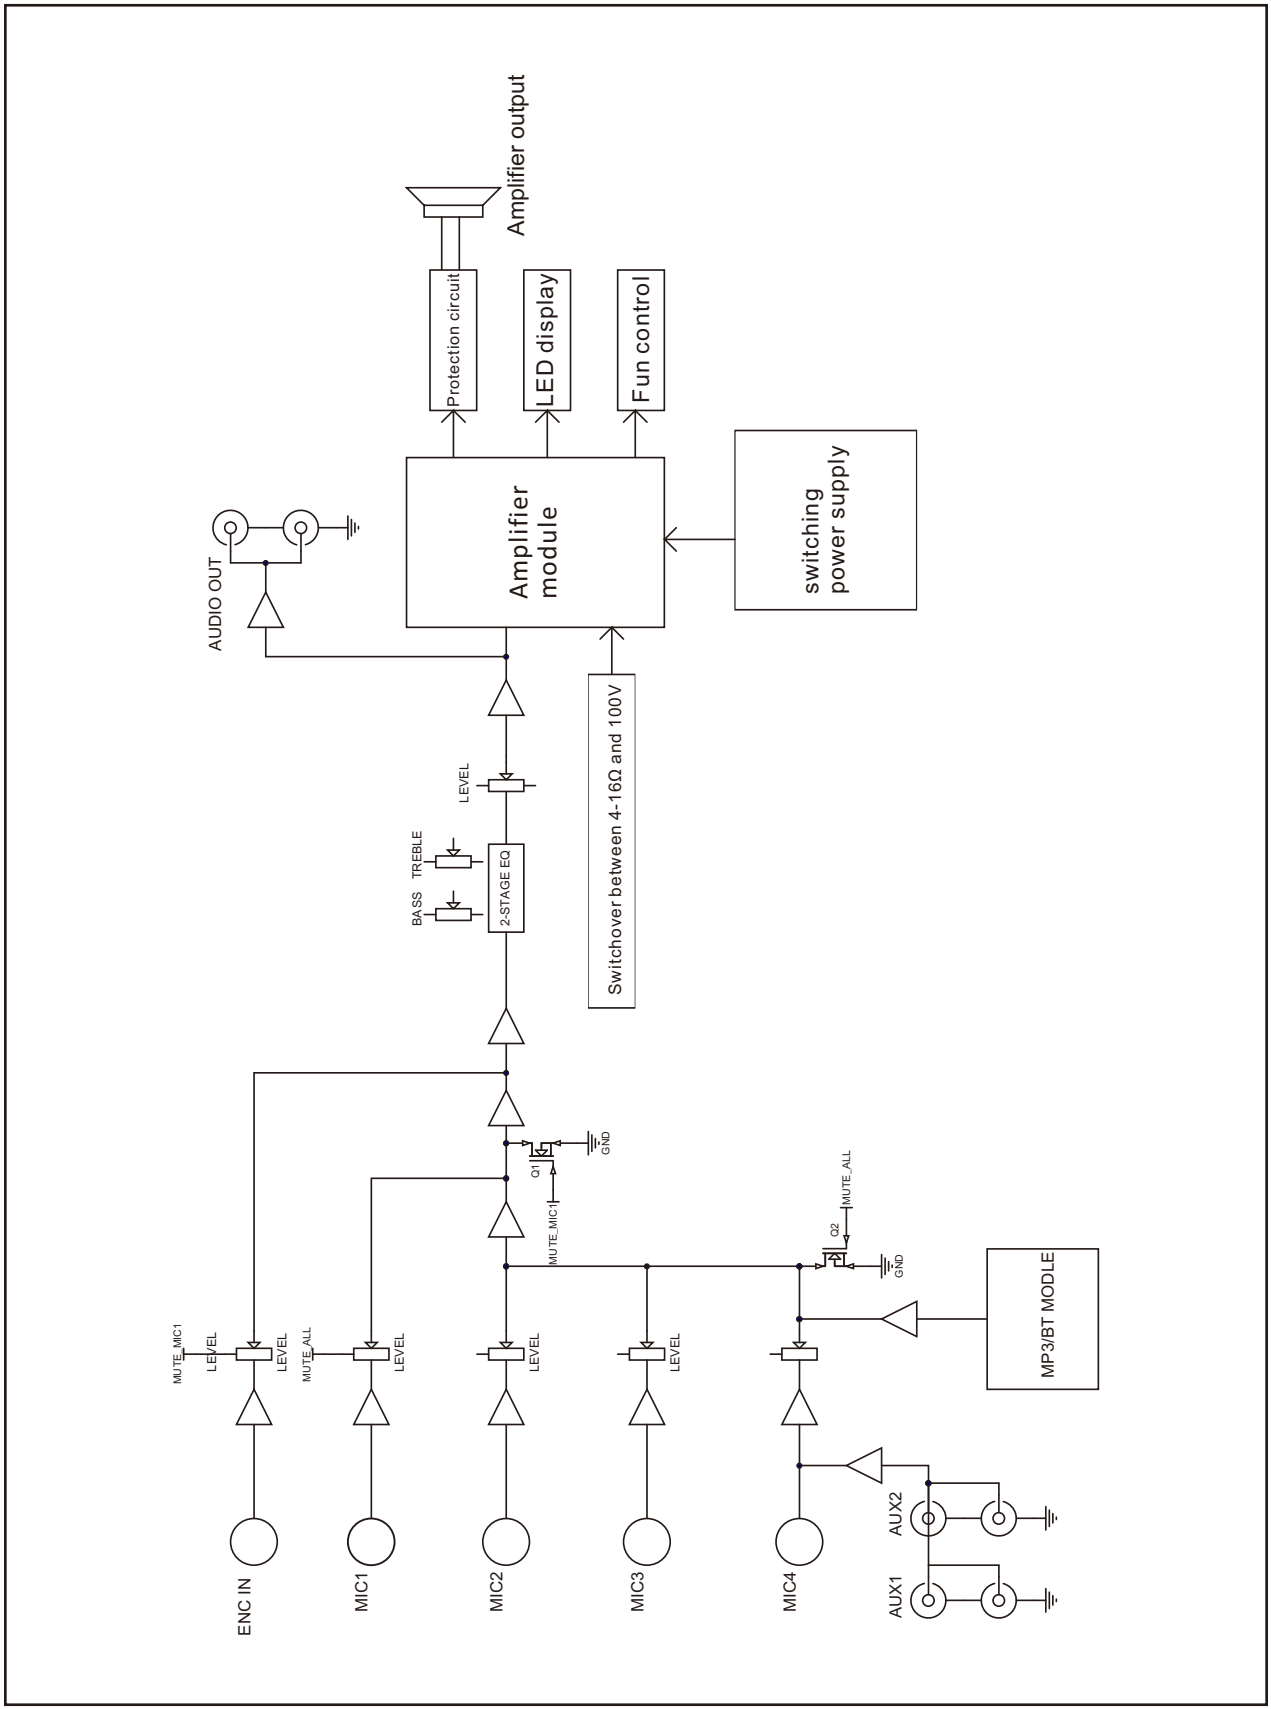 ENC IN
MIC1
MIC2
MIC3
MIC4
AUX1
AUX2
MUTE_MIC1
LEVEL
LEVEL
MUTE_ALL
LEVEL
LEVEL
LEVEL
MP3/BT MODLE
Q2
MUTE_ALL
GND
Q1
MUTE_MIC1
GND
BASS
TREBLE
2-STAGE EQ
LEVEL
Switchover between 4-16Ω and 100V
AUDIO OUT
Amplifier
module
switching
power supply
Protection circuit
LED display
Fun control
Amplifier output